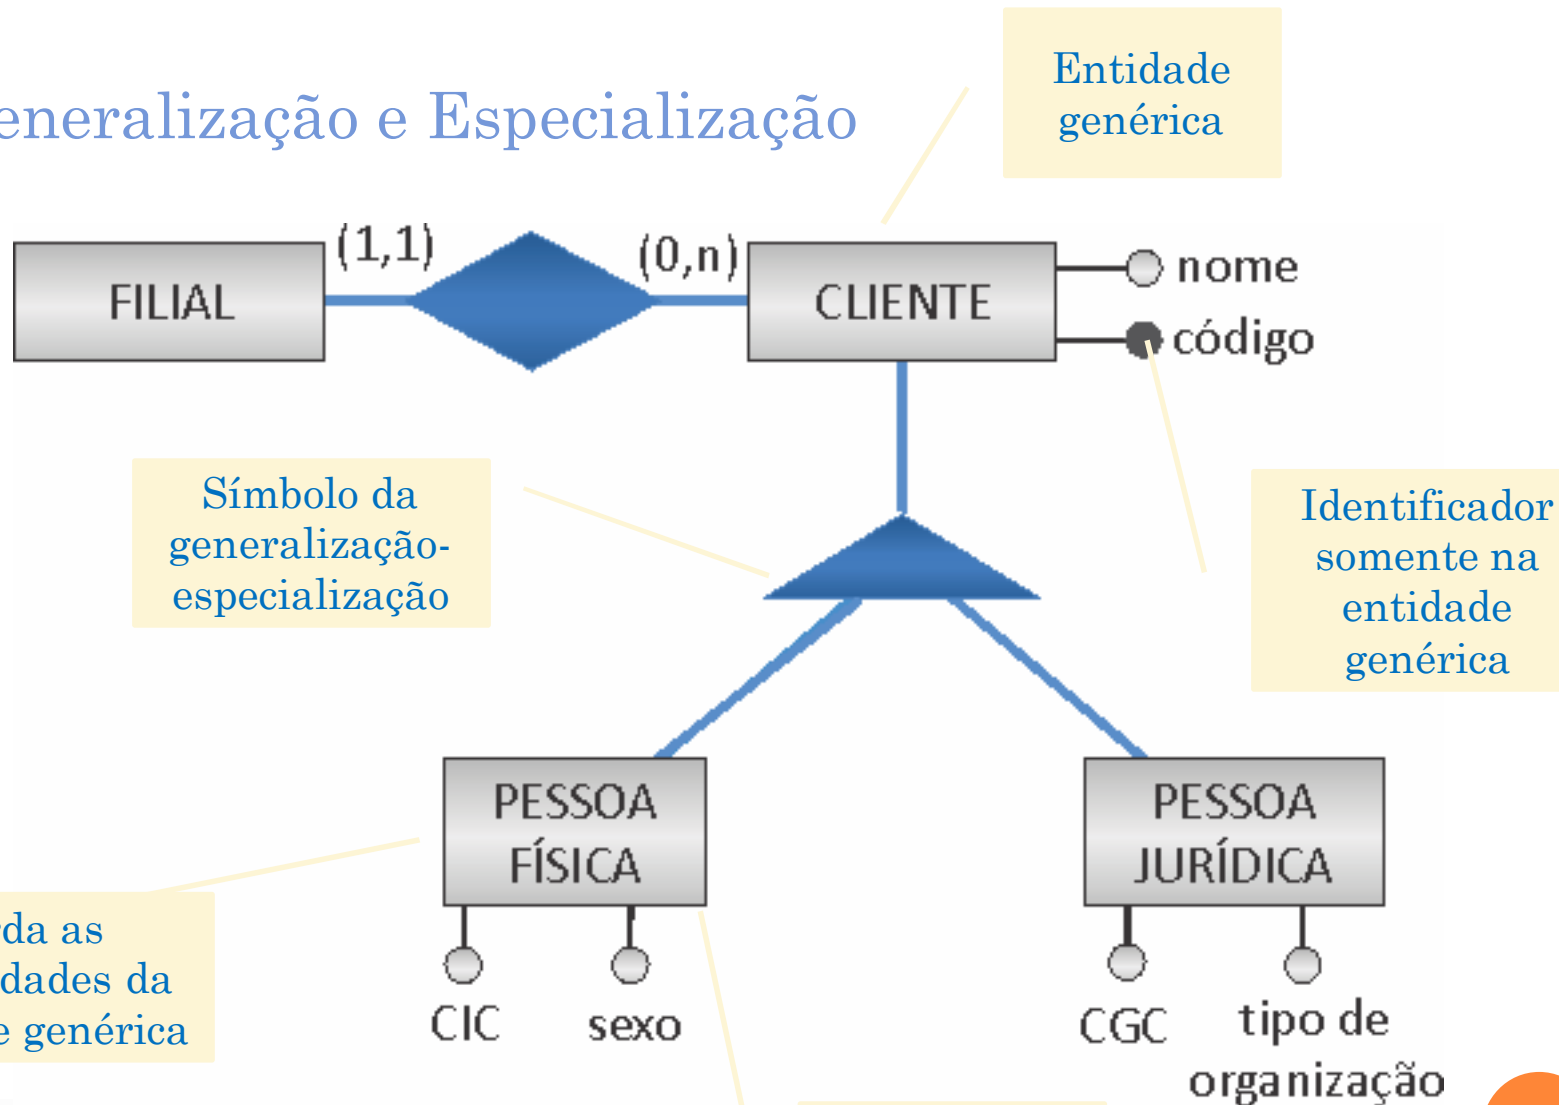 eneralização e Especialização
Entidade
genérica
(1,1)
(0,n)
FILIAL
CLIENTE
nome
código
Símbolo da
generalização-
especialização
Identificador
somente na
entidade
genérica
PESSOA
FÍSICA
PESSOA
JURÍDICA
da as
dades da
e genérica
CIC
sexo
CGC
tipo de
organização